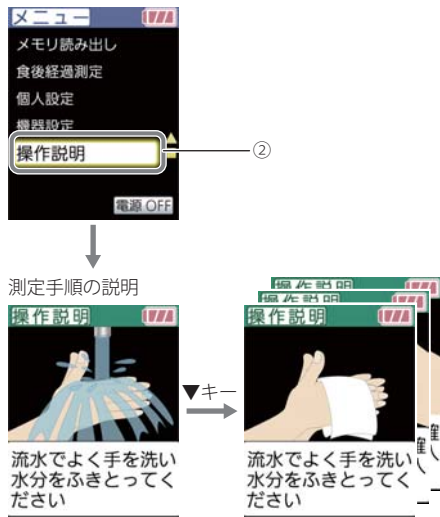 メニュー
メモリ読み出し
食後経過測定
個人設定
機器設定
操作説明
②
電源 OFF
測定手順の説明
操作説明
流水でよく手を洗い
水分をふきとってく
ださい
▼キー
操作説明
操作説明
操作説明
流水でよく手を洗い
水分をふきとってく
ださい